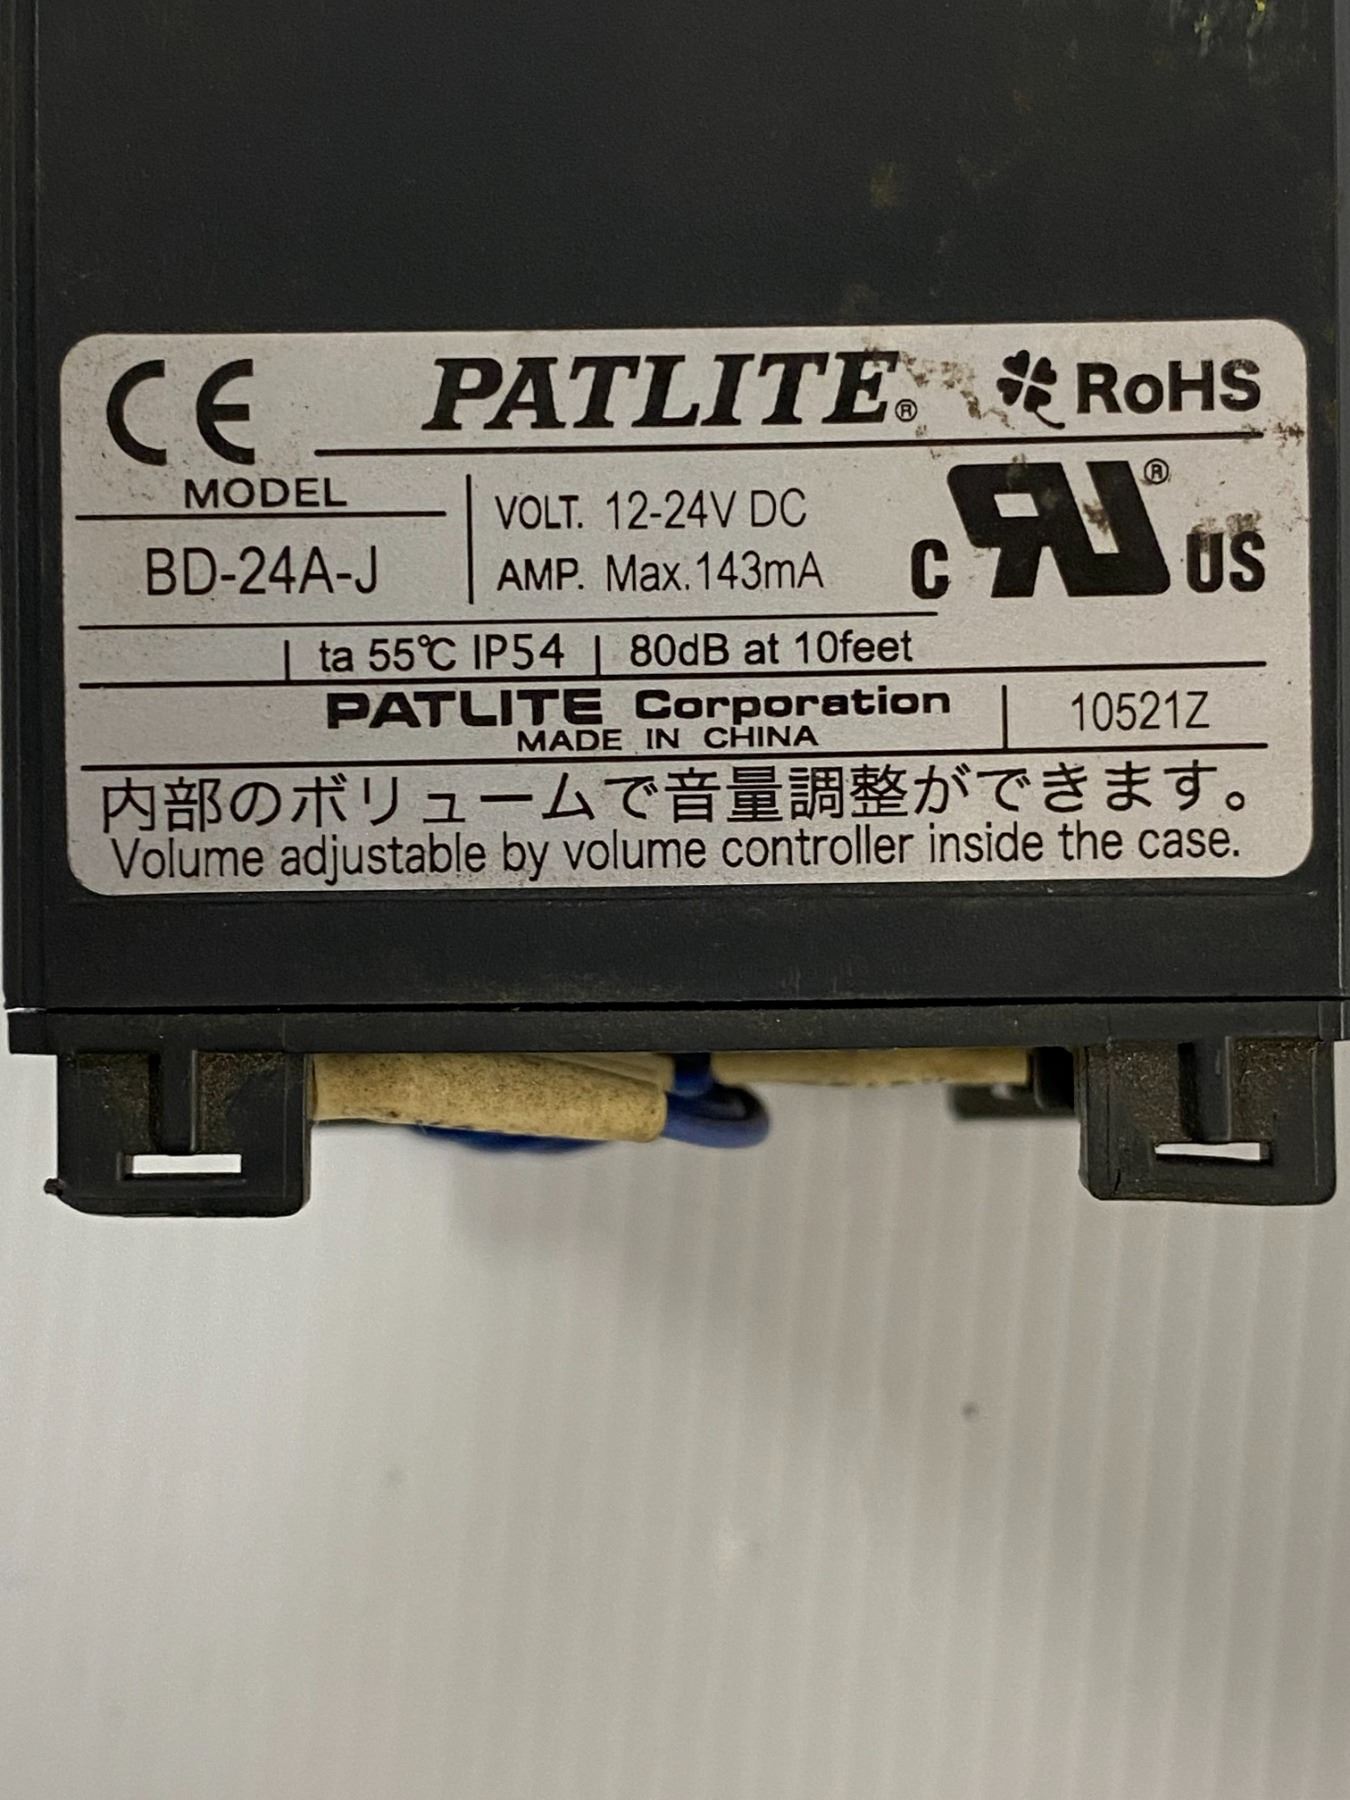 CE PATLITE® RoHS
MODEL
BD-24A-J
VOLT. 12-24V DC
AMP. Max.143mA
C RU® US
ta 55℃ IP54 | 80dB at 10feet
PATLITE Corporation
MADE IN CHINA
10521Z
内部のボリュームで音量調整ができます。
Volume adjustable by volume controller inside the case.